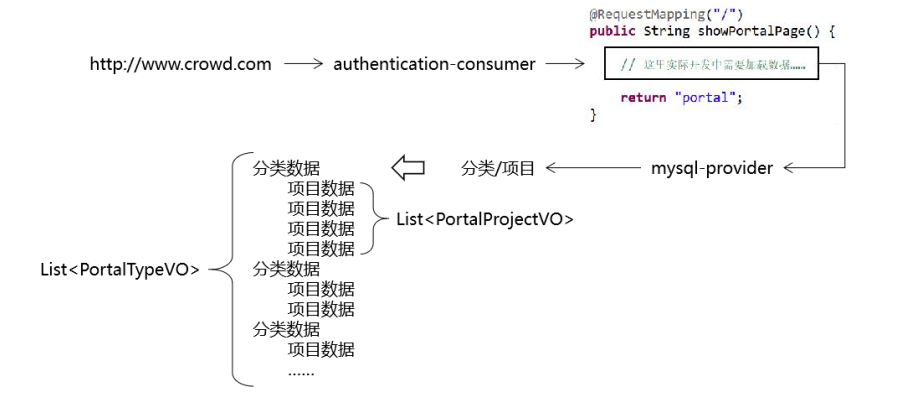 @RequestMapping("/")
public String showPortalPage() {
http://www.crowd.com
authentication-consumer
// 这里实际开发中需要加载数据……
return "portal";
}
分类数据
分类/项目
mysql-provider
项目数据
项目数据
List<PortalProjectVO>
项目数据
项目数据
List<PortalTypeVO>
分类数据
项目数据
项目数据
分类数据
项目数据
......